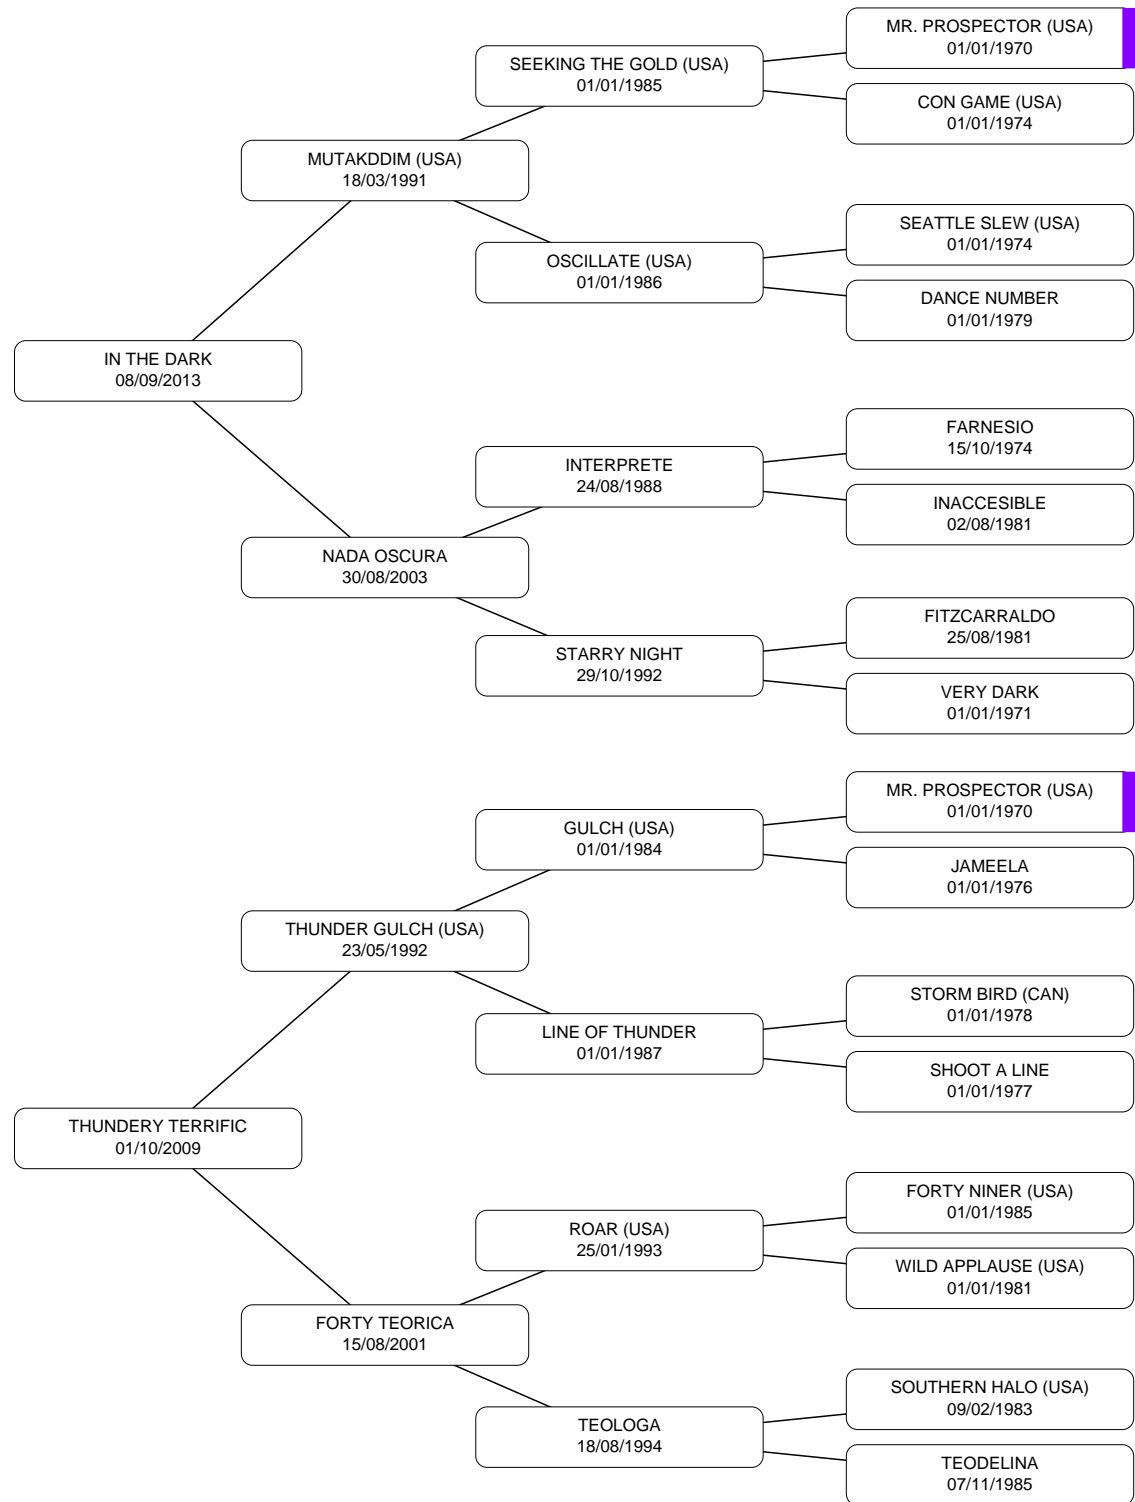 MR. PROSPECTOR (USA)
01/01/1970
SEEKING THE GOLD (USA)
01/01/1985
CON GAME (USA)
01/01/1974
MUTAKDDIM (USA)
18/03/1991
SEATTLE SLEW (USA)
01/01/1974
OSCILLATE (USA)
01/01/1986
DANCE NUMBER
01/01/1979
IN THE DARK
08/09/2013
FARNESIO
15/10/1974
INTERPRETE
24/08/1988
INACCESIBLE
02/08/1981
NADA OSCURA
30/08/2003
FITZCARRALDO
25/08/1981
STARRY NIGHT
29/10/1992
VERY DARK
01/01/1971
MR. PROSPECTOR (USA)
01/01/1970
GULCH (USA)
01/01/1984
JAMEELA
01/01/1976
THUNDER GULCH (USA)
23/05/1992
STORM BIRD (CAN)
01/01/1978
LINE OF THUNDER
01/01/1987
SHOOT A LINE
01/01/1977
THUNDERY TERRIFIC
01/10/2009
FORTY NINER (USA)
01/01/1985
ROAR (USA)
25/01/1993
WILD APPLAUSE (USA)
01/01/1981
FORTY TEORICA
15/08/2001
SOUTHERN HALO (USA)
09/02/1983
TEOLOGA
18/08/1994
TEODELINA
07/11/1985